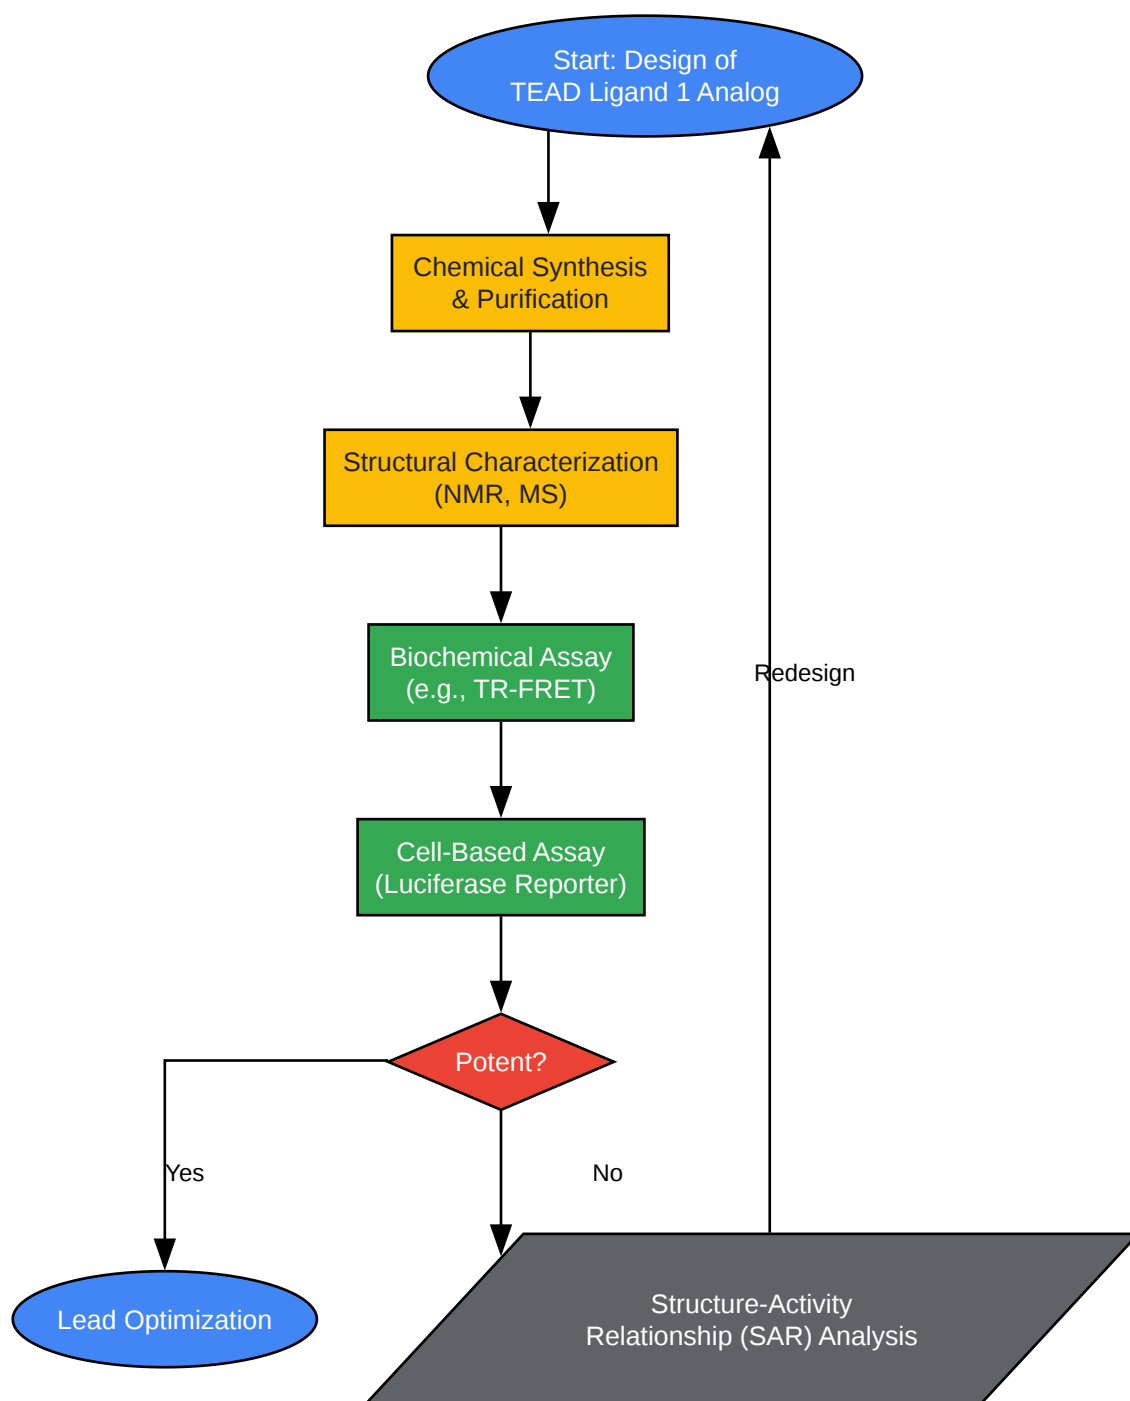 Start: Design of
TEAD Ligand 1 Analog
Chemical Synthesis
& Purification
Structural Characterization
(NMR, MS)
Biochemical Assay
(e.g., TR-FRET)
Redesign
Cell-Based Assay
(Luciferase Reporter)
Potent?
Yes
No
Lead Optimization
Structure-Activity
Relationship (SAR) Analysis